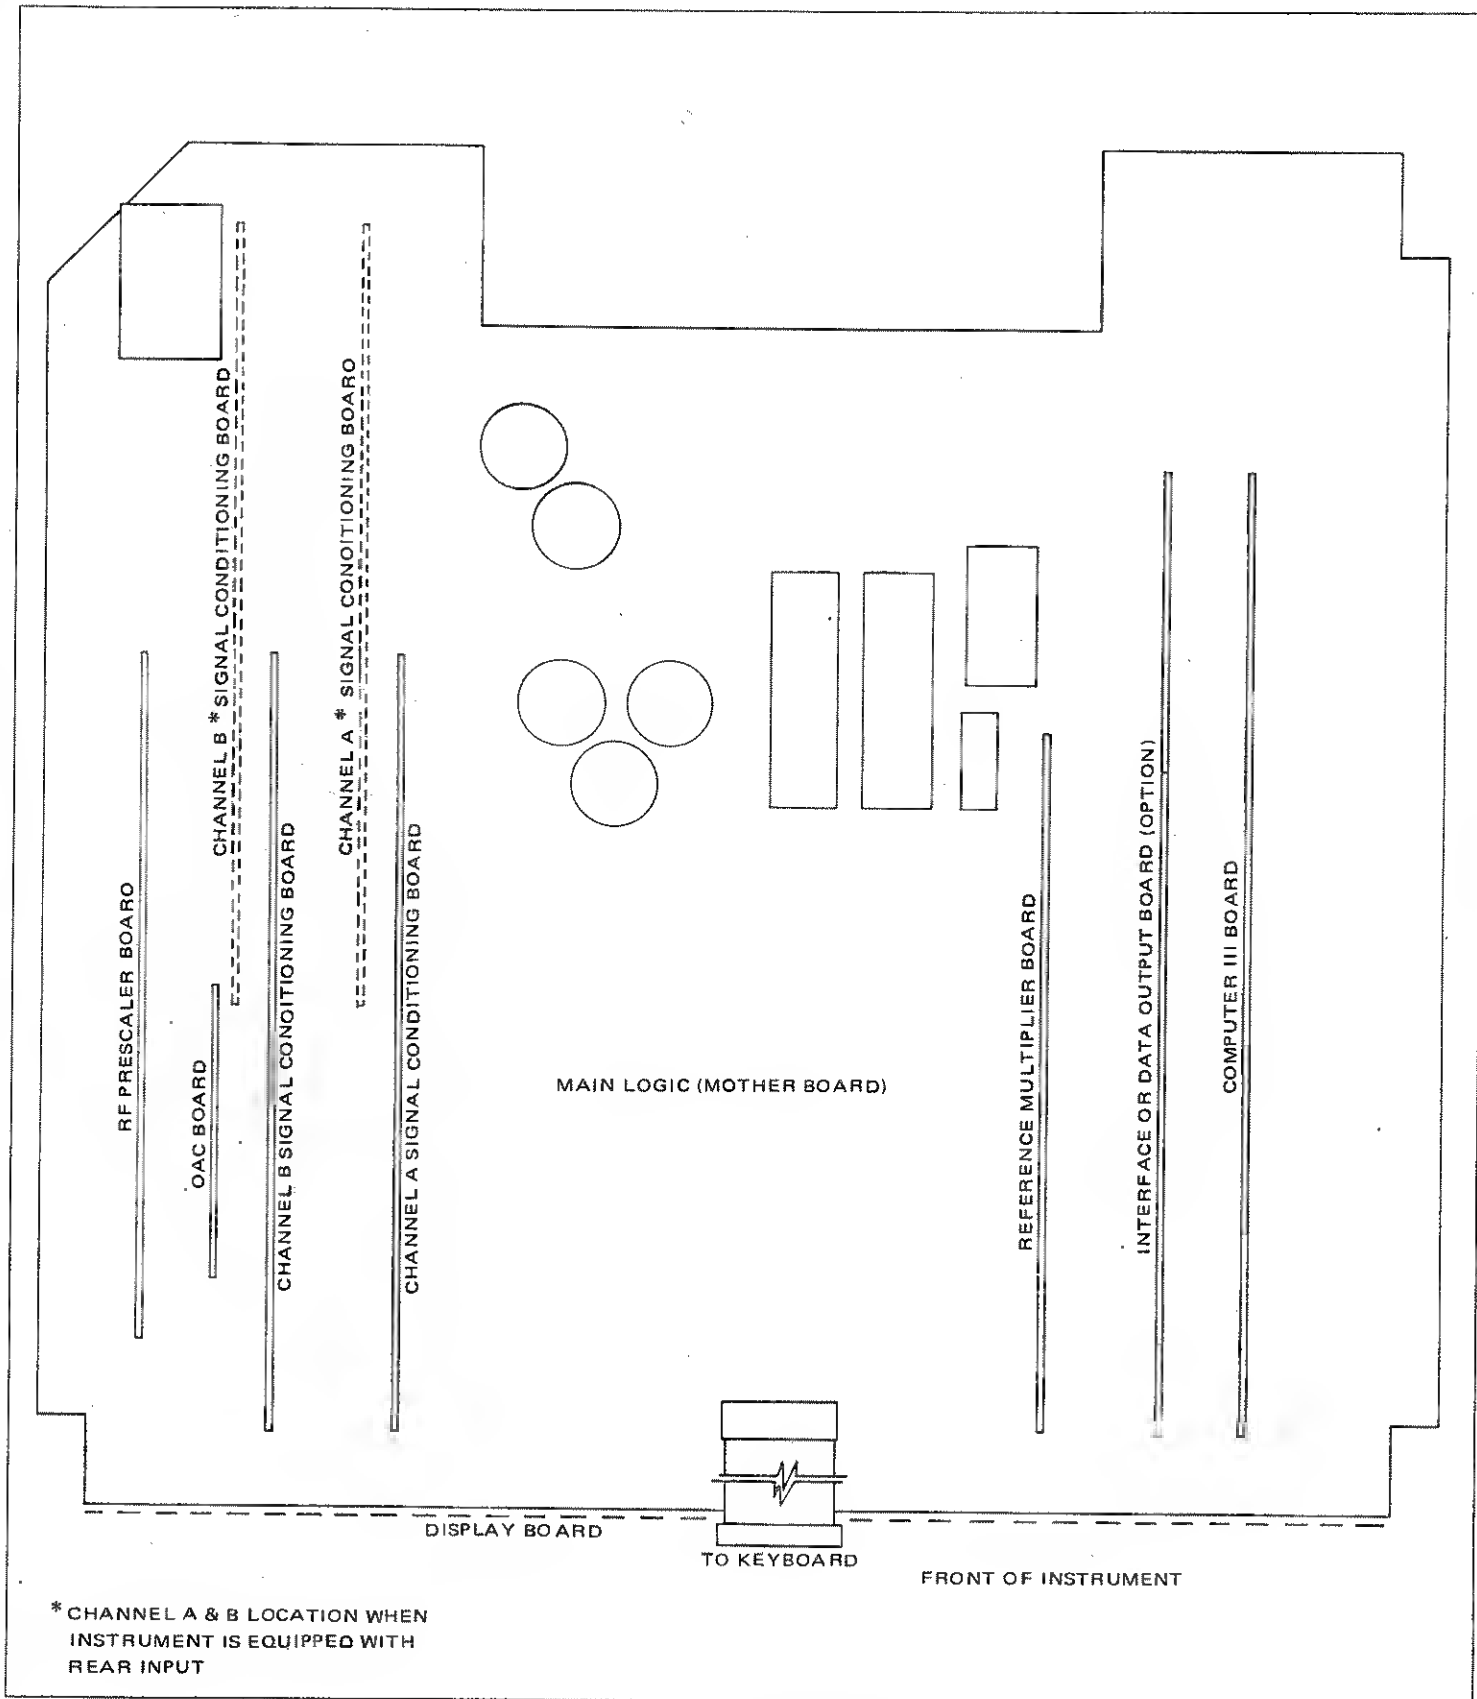 CHANNEL B * SIGNAL CONDITIONING BOARD
CHANNEL A * SIGNAL CONDITIONING BOARD
RF PRESCALER BOARD
OAC BOARD
CHANNEL B SIGNAL CONDITIONING BOARD
CHANNEL A SIGNAL CONDITIONING BOARD
MAIN LOGIC (MOTHER BOARD)
REFERENCE MULTIPLIER BOARD
INTERFACE OR DATA OUTPUT BOARD (OPTION)
COMPUTER III BOARD
DISPLAY BOARD
TO KEYBOARD
FRONT OF INSTRUMENT
* CHANNEL A & B LOCATION WHEN
INSTRUMENT IS EQUIPPED WITH
REAR INPUT